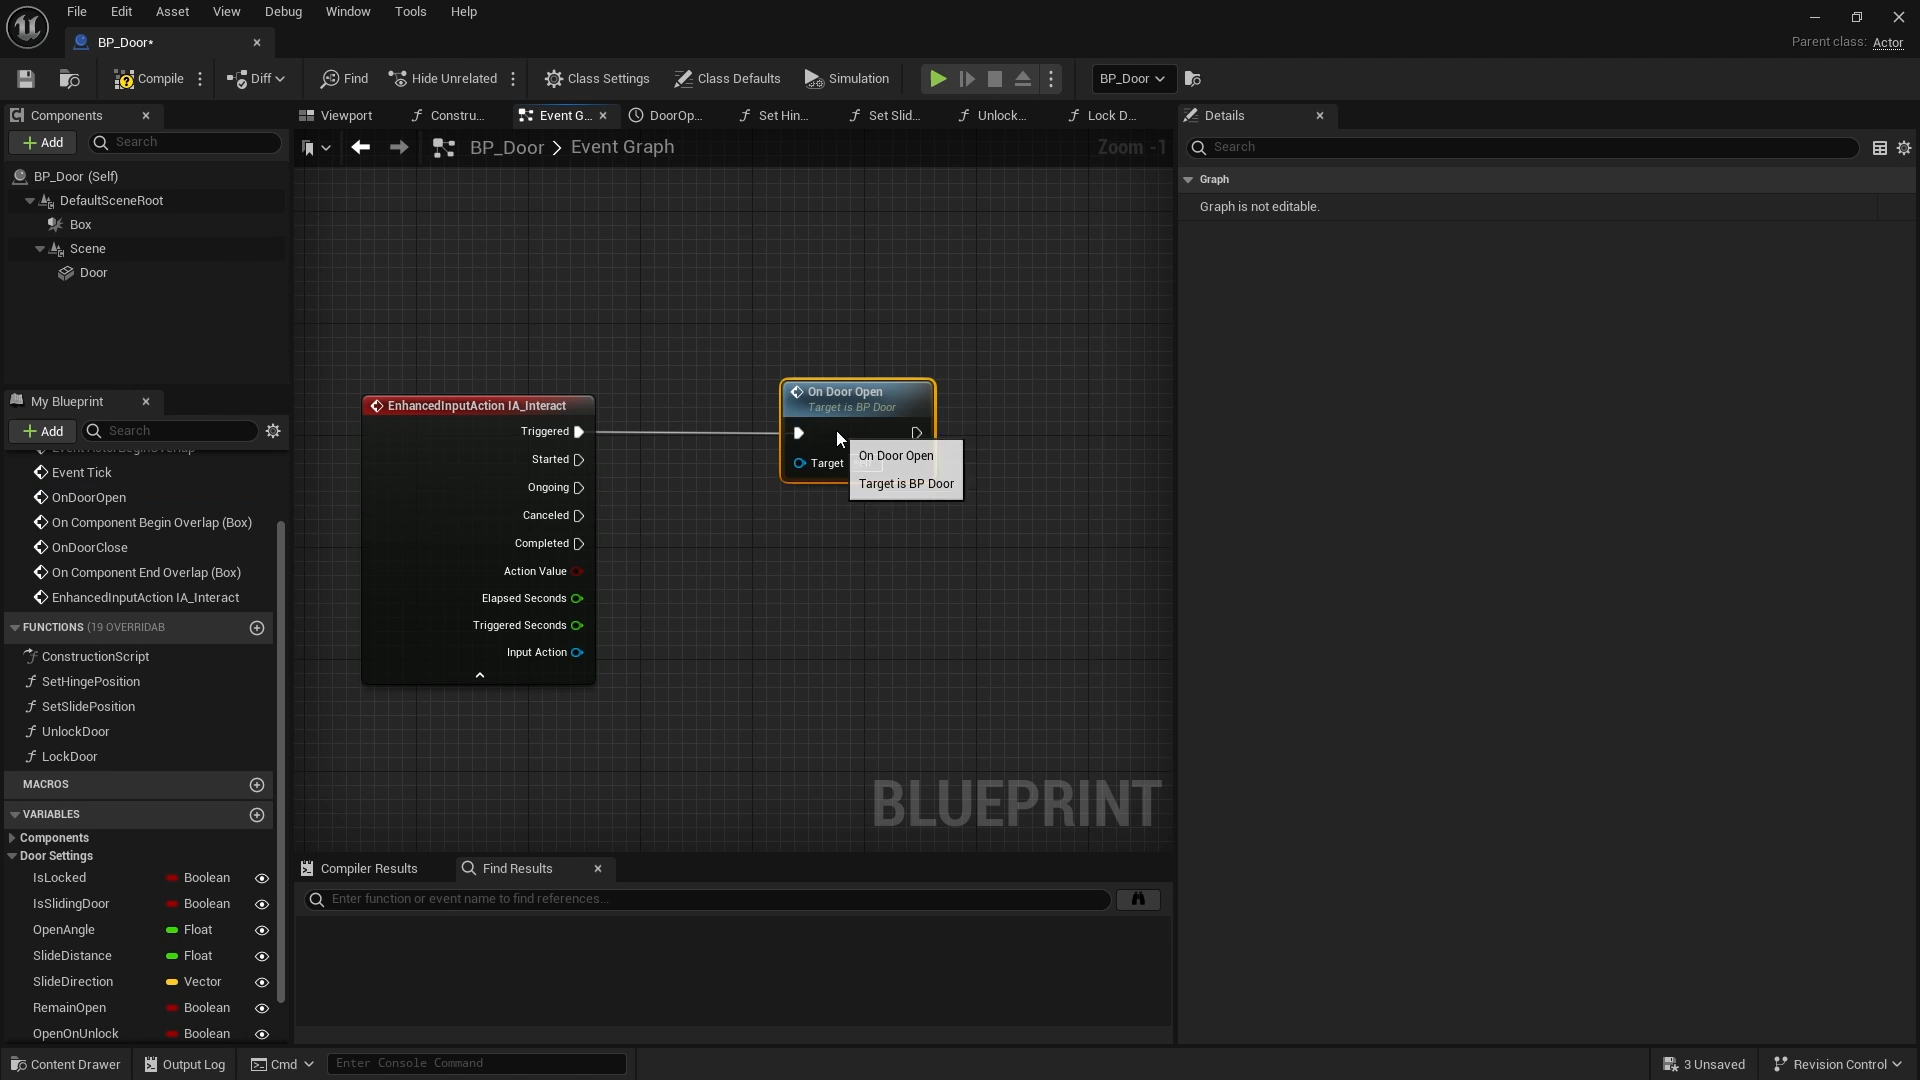 File Edit Asset View Debug Window Tools Help
BP_Door*
Parent class: Actor
Compile Diff Find Hide Unrelated Class Settings Class Defaults Simulation BP_Door
Components
Add Search
BP_Door (Self)
DefaultSceneRoot
Box
Scene
Door
My Blueprint
Add Search
Event Tick
OnDoorOpen
On Component Begin Overlap (Box)
OnDoorClose
On Component End Overlap (Box)
EnhancedInputAction IA_Interact
FUNCTIONS (19 OVERRIDAB
ConstructionScript
SetHingePosition
SetSlidePosition
UnlockDoor
LockDoor
MACROS
VARIABLES
Components
Door Settings
IsLocked Boolean
IsSlidingDoor Boolean
OpenAngle Float
SlideDistance Float
SlideDirection Vector
RemainOpen Boolean
OpenOnUnlock Boolean
Viewport Constru... Event G... DoorOp... Set Hin... Set Slid... Unlock... Lock D...
BP_Door > Event Graph
Zoom -1
EnhancedInputAction IA_Interact
Triggered
Started
Ongoing
Canceled
Completed
Action Value
Elapsed Seconds
Triggered Seconds
Input Action
On Door Open
Target is BP Door
Target
On Door Open
Target is BP Door
BLUEPRINT
Compiler Results Find Results
Enter function or event name to find references...
Details
Search
Graph
Graph is not editable.
Content Drawer Output Log Cmd Enter Console Command
3 Unsaved Revision Control